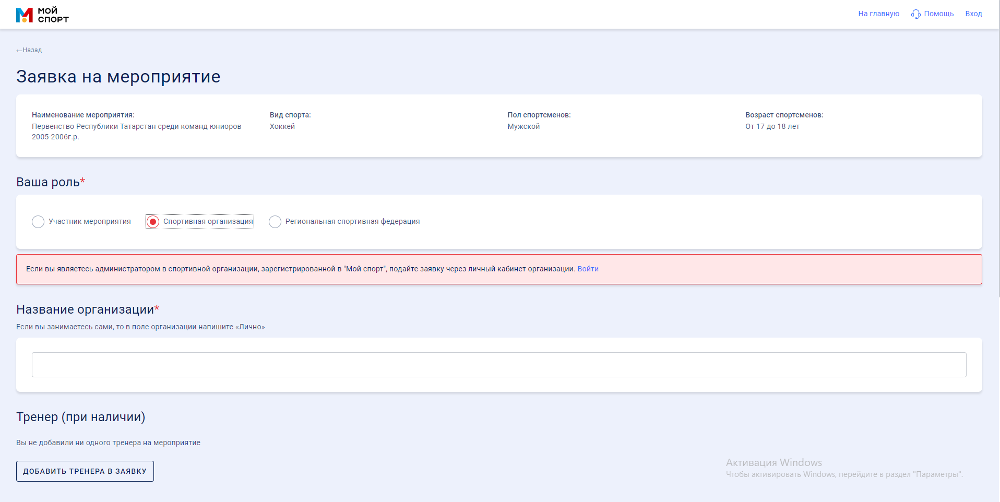 МОЙ
СПОРТ
На главную
Помощь
Вход
←Назад
Заявка на мероприятие
Наименование мероприятия:
Первенство Республики Татарстан среди команд юниоров
2005-2006г.р.
Вид спорта:
Хоккей
Пол спортсменов:
Мужской
Возраст спортсменов:
От 17 до 18 лет
Ваша роль*
Участник мероприятия
Спортивная организация
Региональная спортивная федерация
Если вы являетесь администратором в спортивной организации, зарегистрированной в "Мой спорт", подайте заявку через личный кабинет организации. Войти
Название организации*
Если вы занимаетесь сами, то в поле организации напишите «Лично»
Тренер (при наличии)
Вы не добавили ни одного тренера на мероприятие
ДОБАВИТЬ ТРЕНЕРА В ЗАЯВКУ
Активация Windows
Чтобы активировать Windows, перейдите в раздел "Параметры".